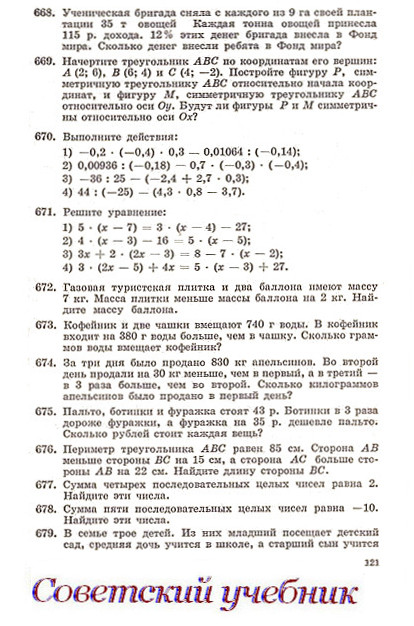 668. Ученическая бригада сняла с каждого из 9 га своей план-
тации 35 т овощей Каждая тонна овощей принесла
115 р. дохода. 12% этих денег бригада внесла в Фонд
мира. Сколько денег внесли ребята в Фонд мира?
669. Начертите треугольник ABC по координатам его вершин:
A (2; 6), B (6; 4) и C (4; −2). Постройте фигуру P, сим-
метричную треугольнику ABC относительно начала коор-
динат, и фигуру M, симметричную треугольнику ABC
относительно оси Oy. Будут ли фигуры P и M симметрич-
ны относительно оси Ox?
670. Выполните действия:
1) −0,2 · (−0,4) · 0,3 − 0,01064 : (−0,14);
2) 0,00936 : (−0,18) − 0,7 · (−0,3) · (−0,4);
3) −36 : 25 − (−2,4 + 2,7 · 0,3);
4) 44 : (−25) − (4,3 · 0,8 − 3,7).
671. Решите уравнение:
1) 5 · (x − 7) = 3 · (x − 4) − 27;
2) 4 · (x − 3) − 16 = 5 · (x − 5);
3) 3x + 2 · (2x − 3) = 8 − 7 · (x − 2);
4) 3 · (2x − 5) + 4x = 5 · (x − 3) + 27.
672. Газовая туристская плитка и два баллона имеют массу
7 кг. Масса плитки меньше массы баллона на 2 кг. Най-
дите массу баллона.
673. Кофейник и две чашки вмещают 740 г воды. В кофейник
входит на 380 г воды больше, чем в чашку. Сколько грам-
мов воды вмещает кофейник?
674. За три дня было продано 830 кг апельсинов. Во второй
день продали на 30 кг меньше, чем в первый, а в третий —
в 3 раза больше, чем во второй. Сколько килограммов
апельсинов было продано в первый день?
675. Пальто, ботинки и фуражка стоят 43 р. Ботинки в 3 раза
дороже фуражки, а фуражка на 35 р. дешевле пальто.
Сколько рублей стоит каждая вещь?
676. Периметр треугольника ABC равен 85 см. Сторона AB
меньше стороны BC на 15 см, а сторона AC больше сто-
роны AB на 22 см. Найдите длину стороны BC.
677. Сумма четырех последовательных целых чисел равна 2.
Найдите эти числа.
678. Сумма пяти последовательных целых чисел равна −10.
Найдите эти числа.
679. В семье трое детей. Из них младший посещает детский
сад, средняя дочь учится в школе, а старший сын учится
121
Советский учебник